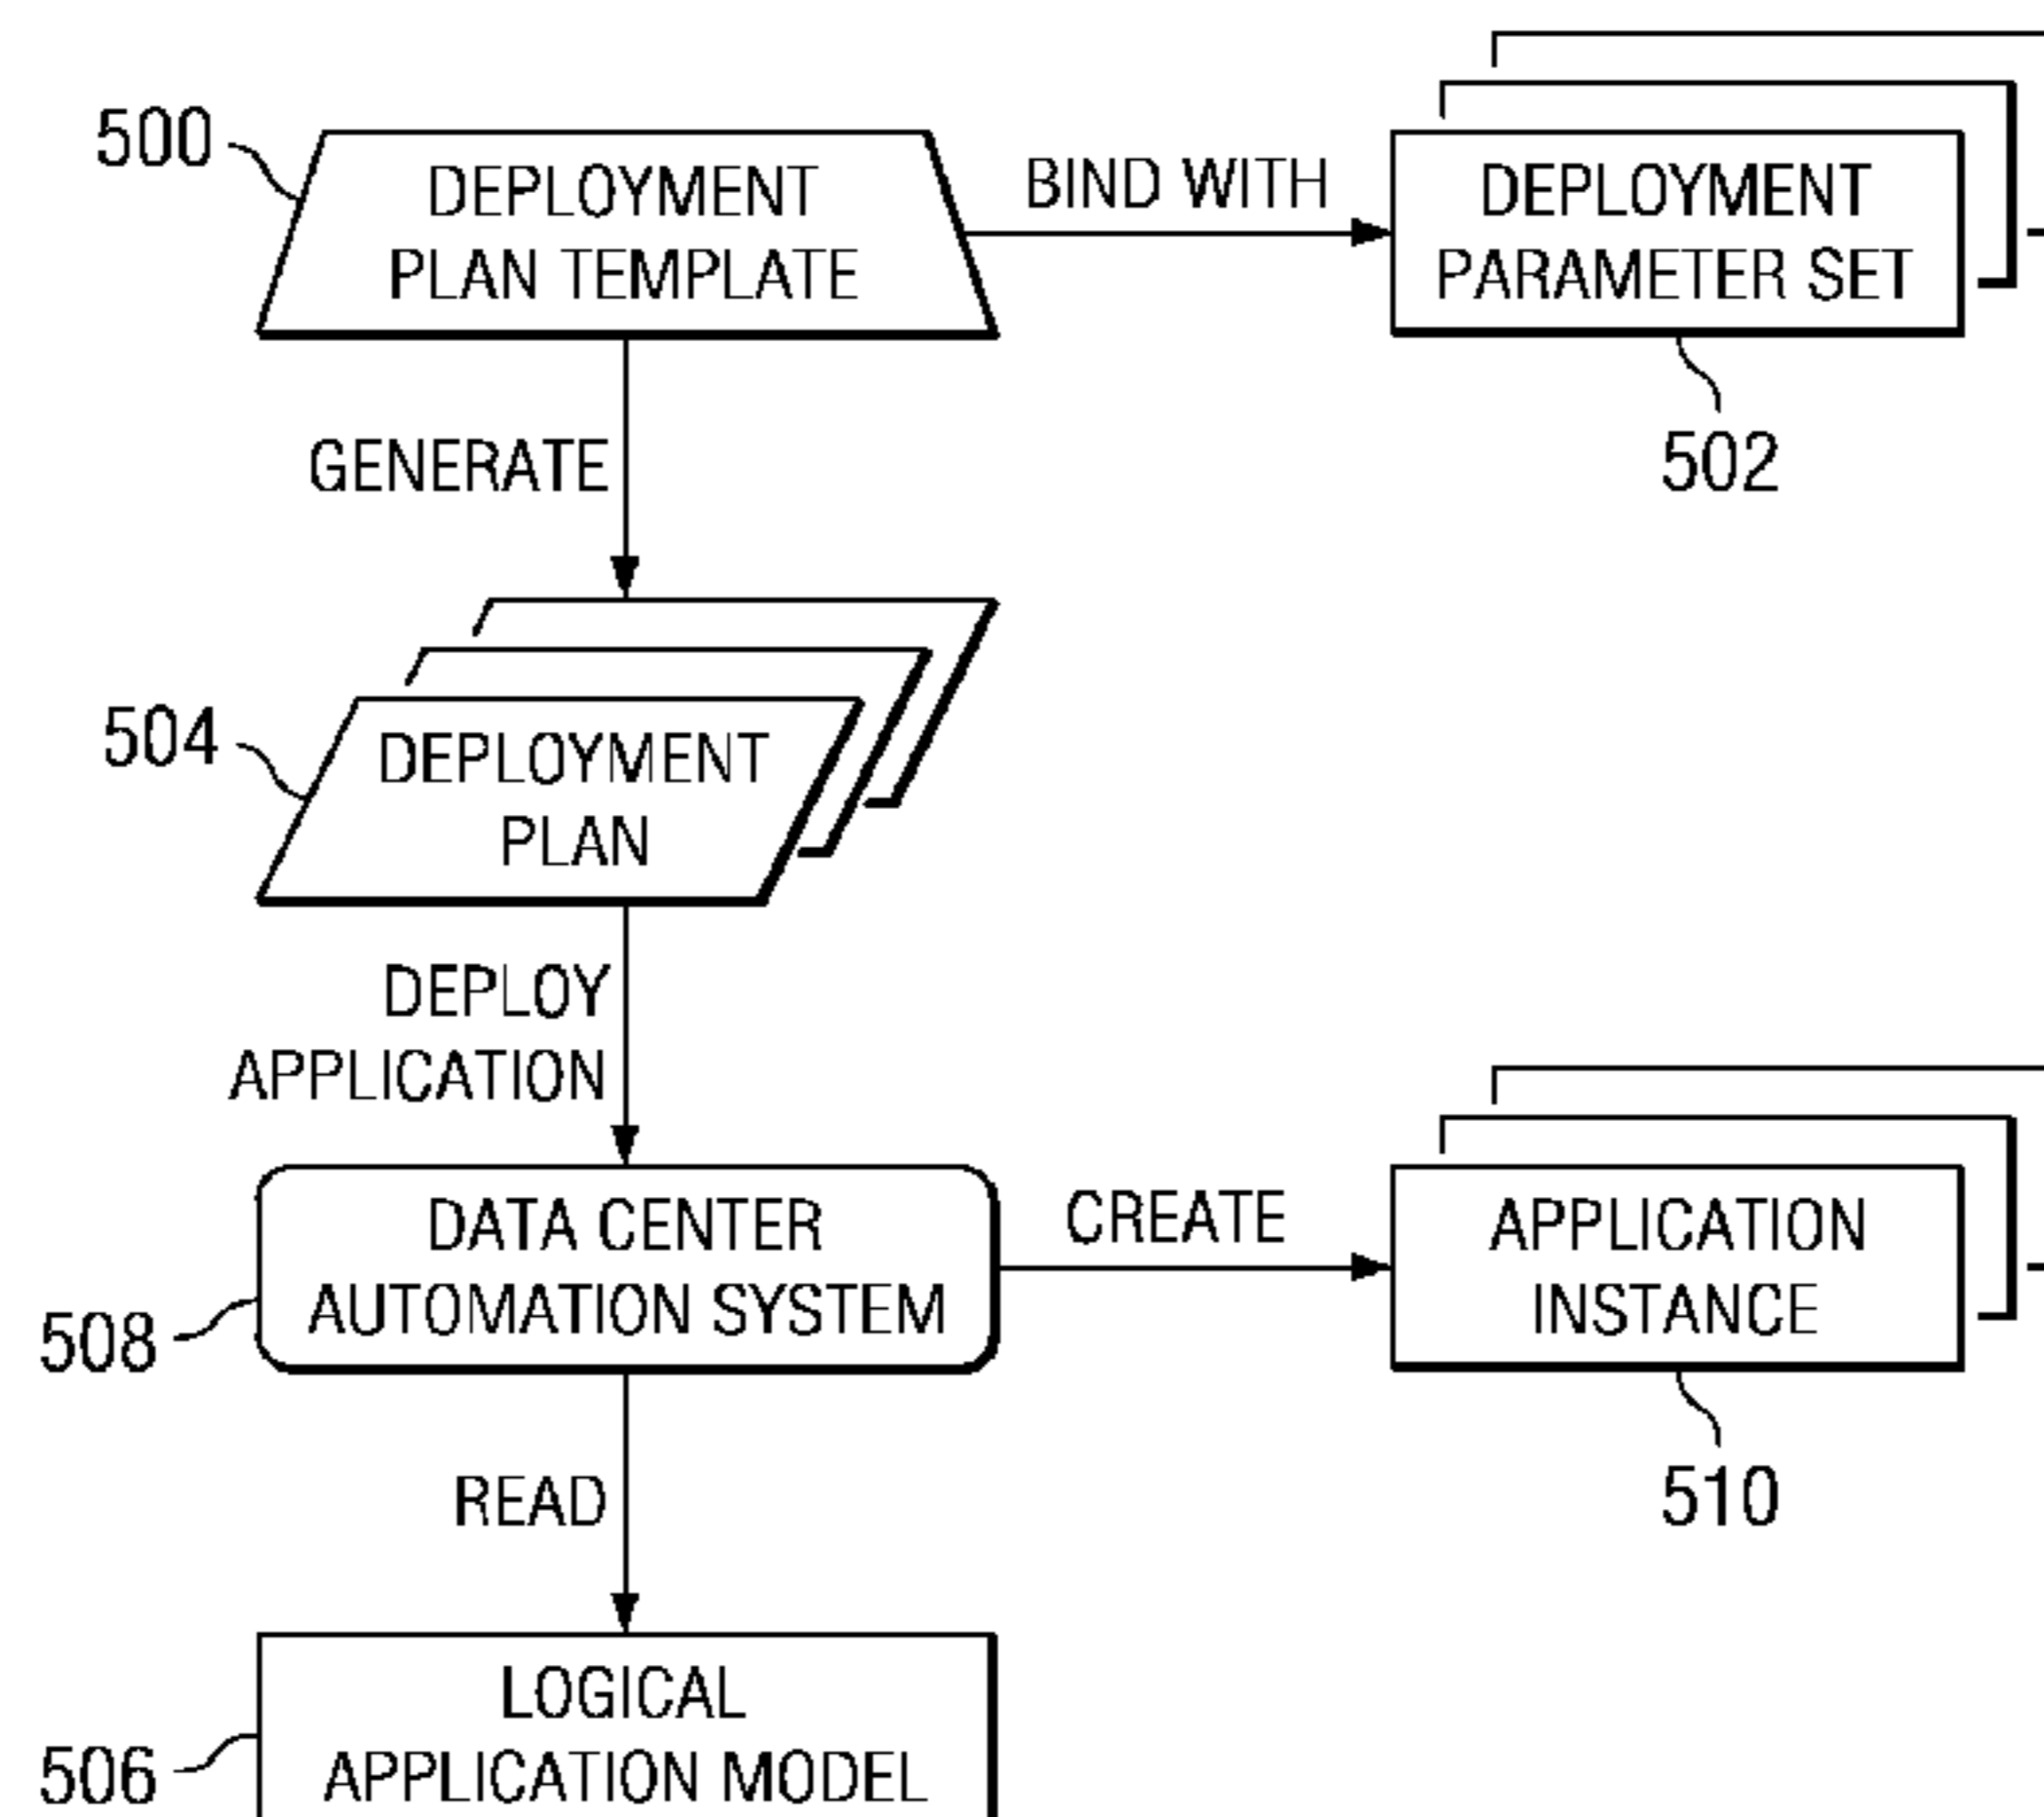 500
DEPLOYMENT
PLAN TEMPLATE
BIND WITH
DEPLOYMENT
PARAMETER SET
502
GENERATE
504
DEPLOYMENT
PLAN
DEPLOY
APPLICATION
508
DATA CENTER
AUTOMATION SYSTEM
CREATE
APPLICATION
INSTANCE
510
READ
506
LOGICAL
APPLICATION MODEL